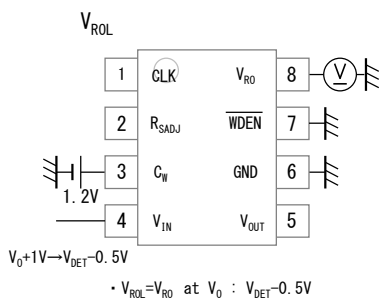 V_ROL
1 CLK V_RO 8 V
2 R_SADJ W̅D̅E̅N̅ 7
3 C_W GND 6
1.2V
4 V_IN V_OUT 5
V_O+1V→V_DET-0.5V
・V_ROL=V_RO at V_O : V_DET-0.5V